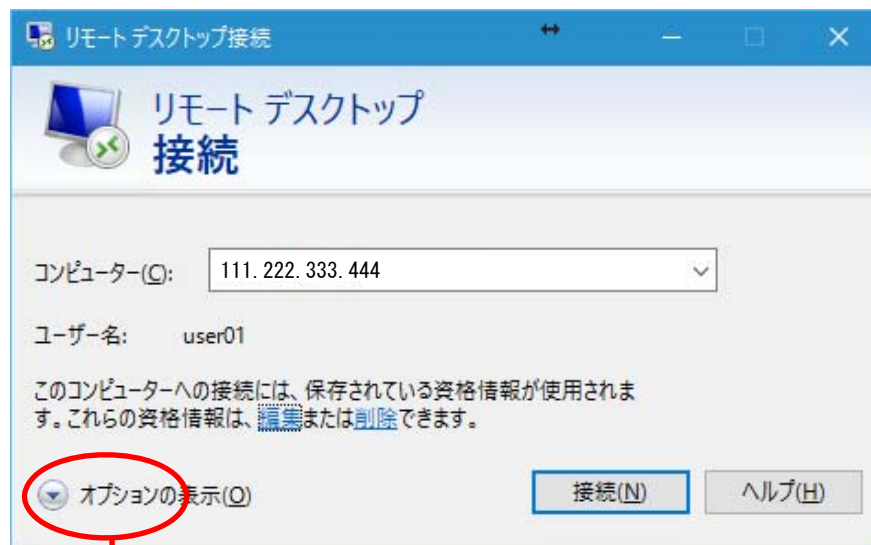 リモート デスクトップ接続
リモート デスクトップ
接続
コンピューター(C):
111.222.333.444
ユーザー名:
user01
このコンピューターへの接続には、保存されている資格情報が使用されま
す。これらの資格情報は、編集または削除できます。
オプションの表示(O)
接続(N)
ヘルプ(H)